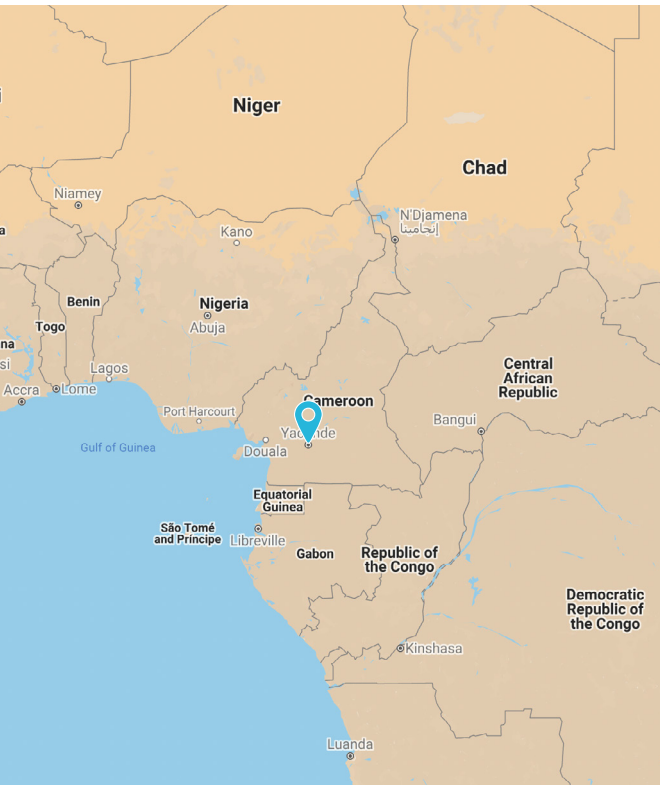 Niger
Chad
Niamey
N'Djamena
إنجامينا
Kano
Benin
Nigeria
Togo
Abuja
Central
African
Republic
Lagos
Accra
Lome
Cameroon
Port Harcourt
Bangui
Yaounde
Gulf of Guinea
Douala
Equatorial
Guinea
São Tomé
and Príncipe
Libreville
Gabon
Republic of
the Congo
Democratic
Republic of
the Congo
Kinshasa
Luanda